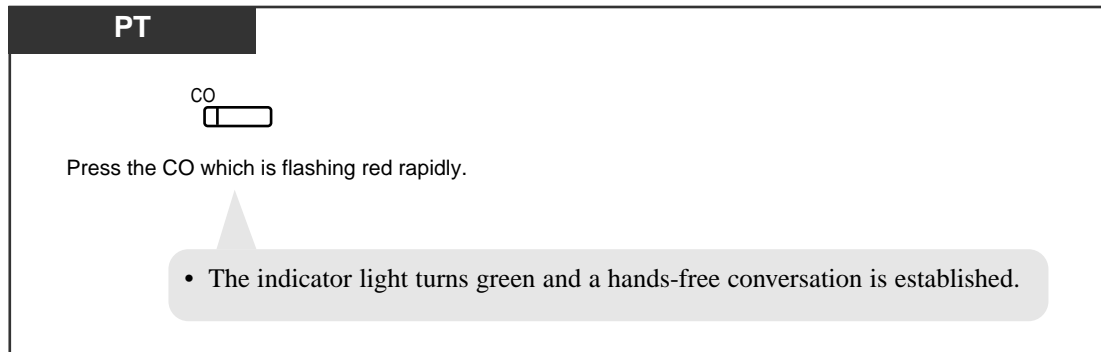 PT
CO
Press the CO which is flashing red rapidly.
• The indicator light turns green and a hands-free conversation is established.